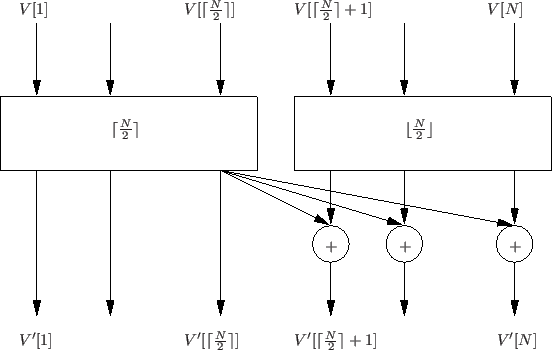 V[1] V[⌈N/2⌉] V[⌈N/2⌉ + 1] V[N]
⌈N/2⌉ ⌊N/2⌋
+ + +
V′[1] V′[⌈N/2⌉] V′[⌈N/2⌉ + 1] V′[N]